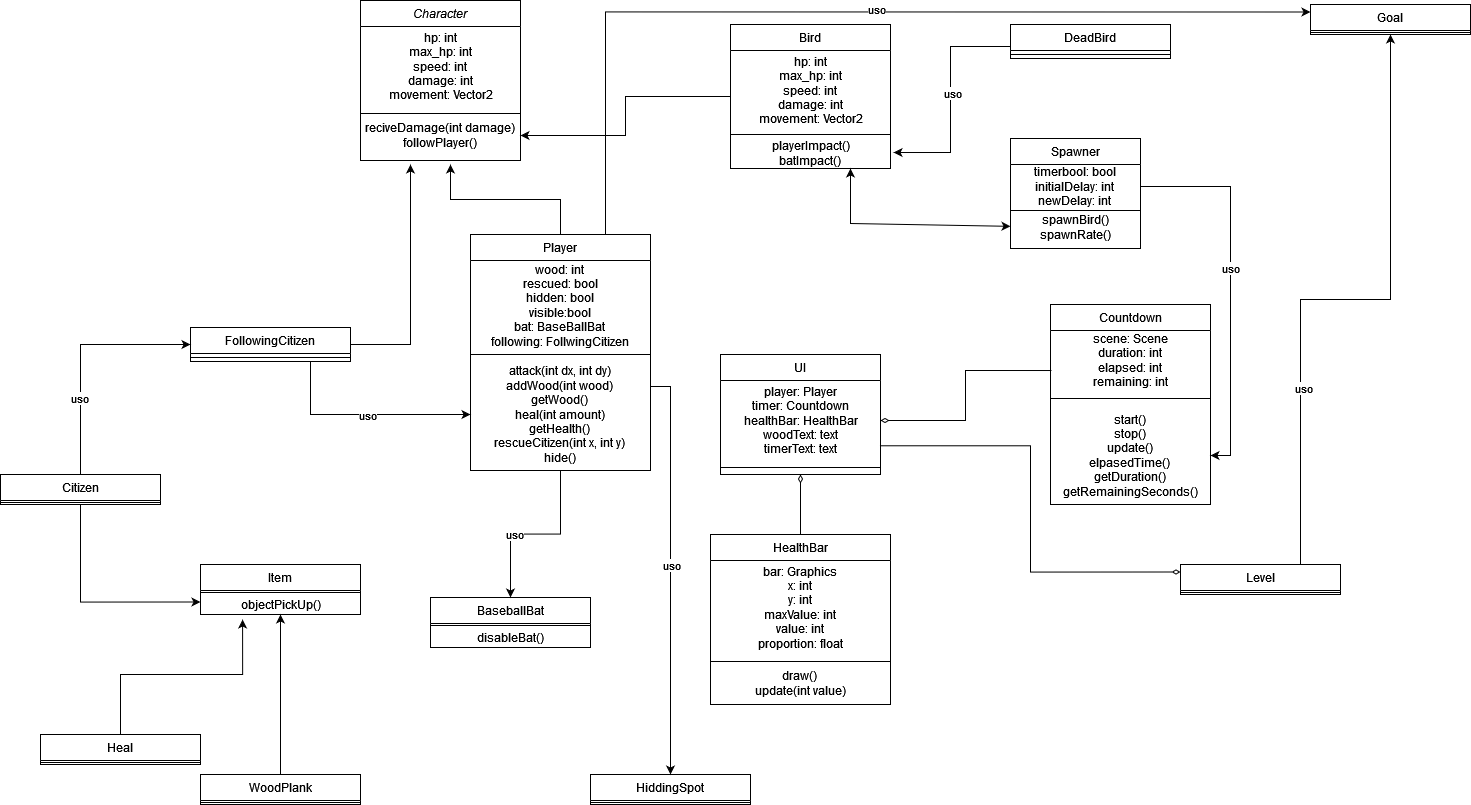 Character
hp: int
max_hp: int
speed: int
damage: int
movement: Vector2
reciveDamage(int damage)
followPlayer()
uso
Goal
Bird
hp: int
max_hp: int
speed: int
damage: int
movement: Vector2
playerImpact()
batImpact()
DeadBird
uso
Spawner
timerbool: bool
initialDelay: int
newDelay: int
spawnBird()
spawnRate()
uso
Player
wood: int
rescued: bool
hidden: bool
visible:bool
bat: BaseBallBat
following: FollwingCitizen
attack(int dx, int dy)
addWood(int wood)
getWood()
heal(int amount)
getHealth()
rescueCitizen(int x, int y)
hide()
FollowingCitizen
uso
uso
Countdown
scene: Scene
duration: int
elapsed: int
remaining: int
start()
stop()
update()
elpasedTime()
getDuration()
getRemainingSeconds()
UI
player: Player
timer: Countdown
healthBar: HealthBar
woodText: text
timerText: text
uso
Citizen
uso
uso
HealthBar
bar: Graphics
x: int
y: int
maxValue: int
value: int
proportion: float
draw()
update(int value)
Level
Item
objectPickUp()
BaseballBat
disableBat()
Heal
WoodPlank
HiddingSpot